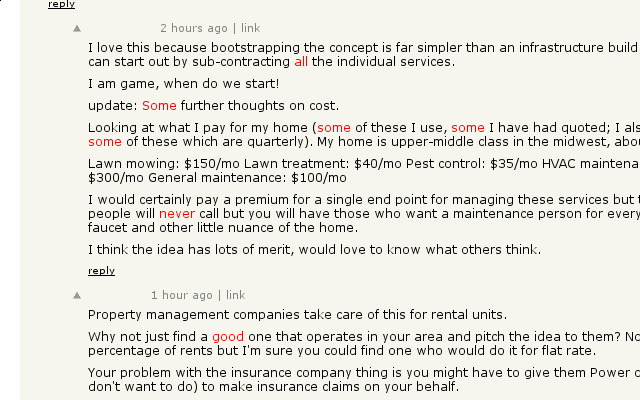 reply
2 hours ago | link
I love this because bootstrapping the concept is far simpler than an infrastructure build
can start out by sub-contracting all the individual services.
I am game, when do we start!
update: Some further thoughts on cost.
Looking at what I pay for my home (some of these I use, some I have had quoted; I als
some of these which are quarterly). My home is upper-middle class in the midwest, abou
Lawn mowing: $150/mo Lawn treatment: $40/mo Pest control: $35/mo HVAC maintena
$300/mo General maintenance: $100/mo
I would certainly pay a premium for a single end point for managing these services but t
people will never call but you will have those who want a maintenance person for every
faucet and other little nuance of the home.
I think the idea has lots of merit, would love to know what others think.
reply
1 hour ago | link
Property management companies take care of this for rental units.
Why not just find a good one that operates in your area and pitch the idea to them? No
percentage of rents but I'm sure you could find one who would do it for flat rate.
Your problem with the insurance company thing is you might have to give them Power o
don't want to do) to make insurance claims on your behalf.